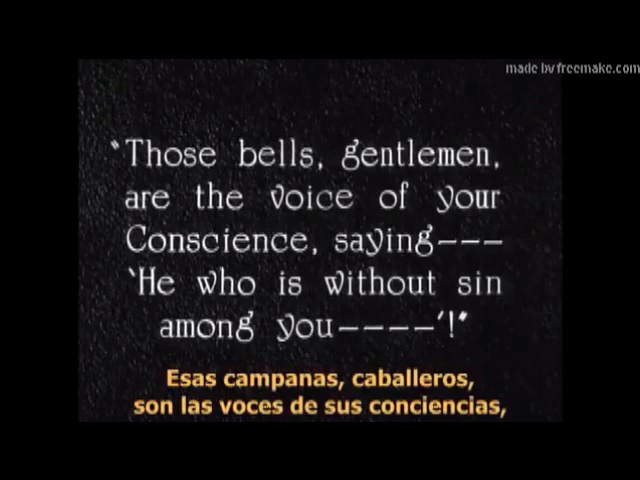 made by freemake.com
"Those bells, gentlemen,
are the voice of your
Conscience, saying---
'He who is without sin
among you----'!"
Esas campanas, caballeros,
son las voces de sus conciencias,